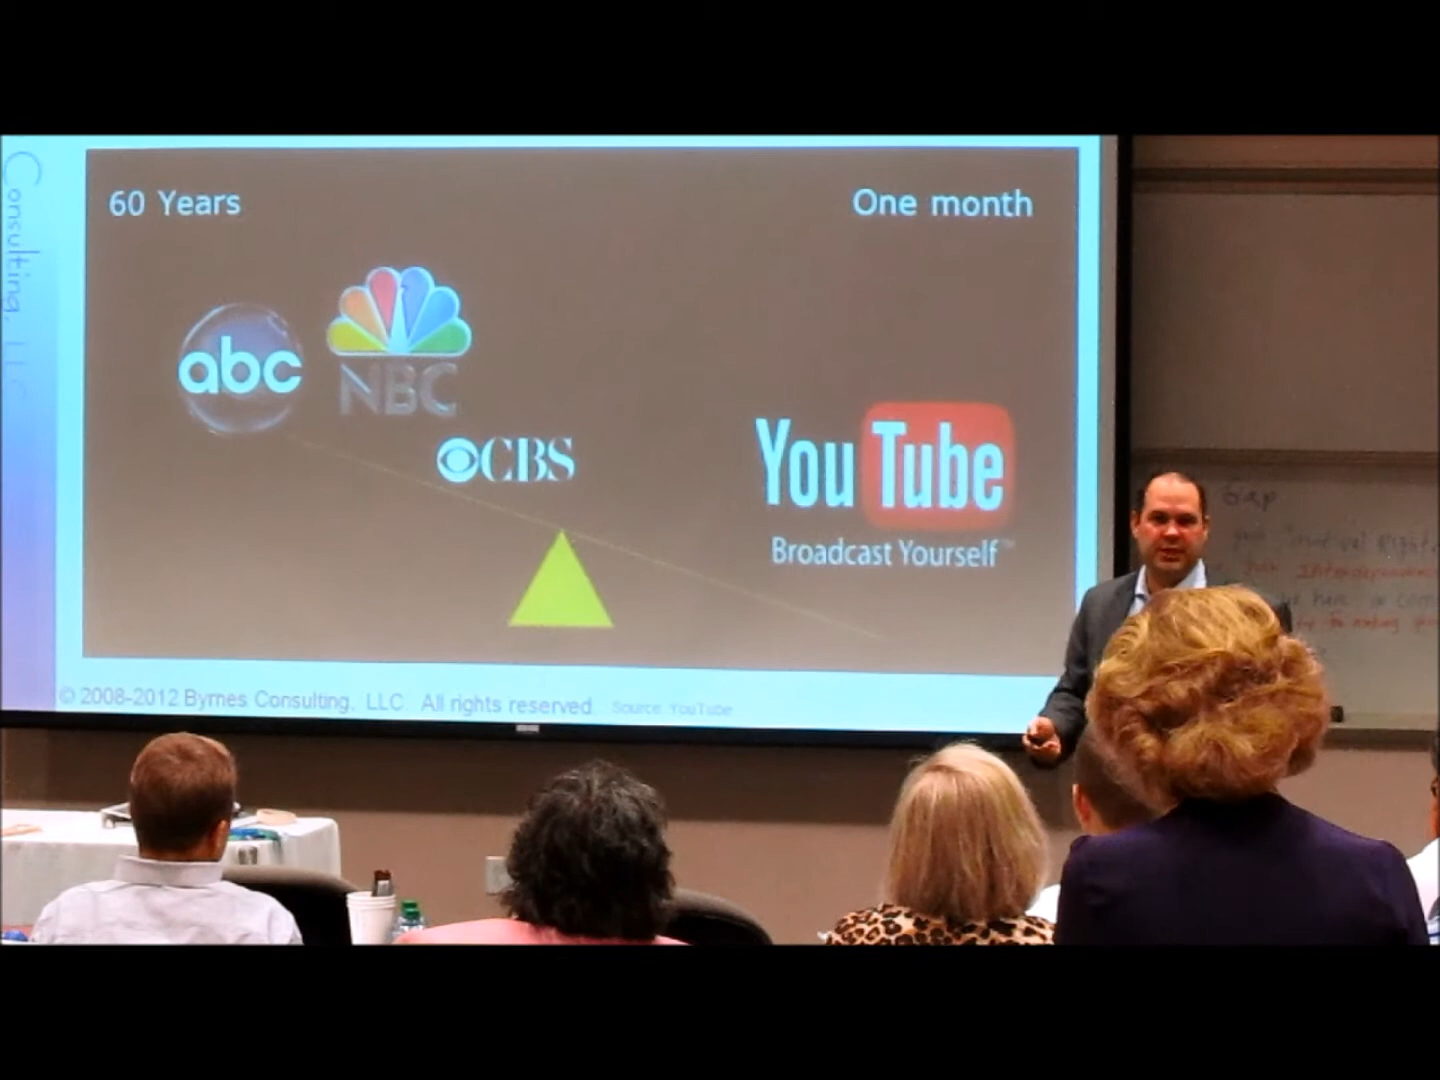 Consulting, LLC
60 Years
One month
abc
NBC
CBS
YouTube
Broadcast Yourself™
© 2008-2012 Byrnes Consulting, LLC. All rights reserved. Source: YouTube
Gap